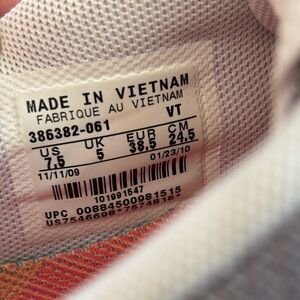 MADE IN VIETNAM
FABRIQUE AU VIETNAM
386382-061 VT
US UK EUR CM
7.5 5 38.5 24.5
11/11/09 01/23/10
101991547
UPC 00884500981515